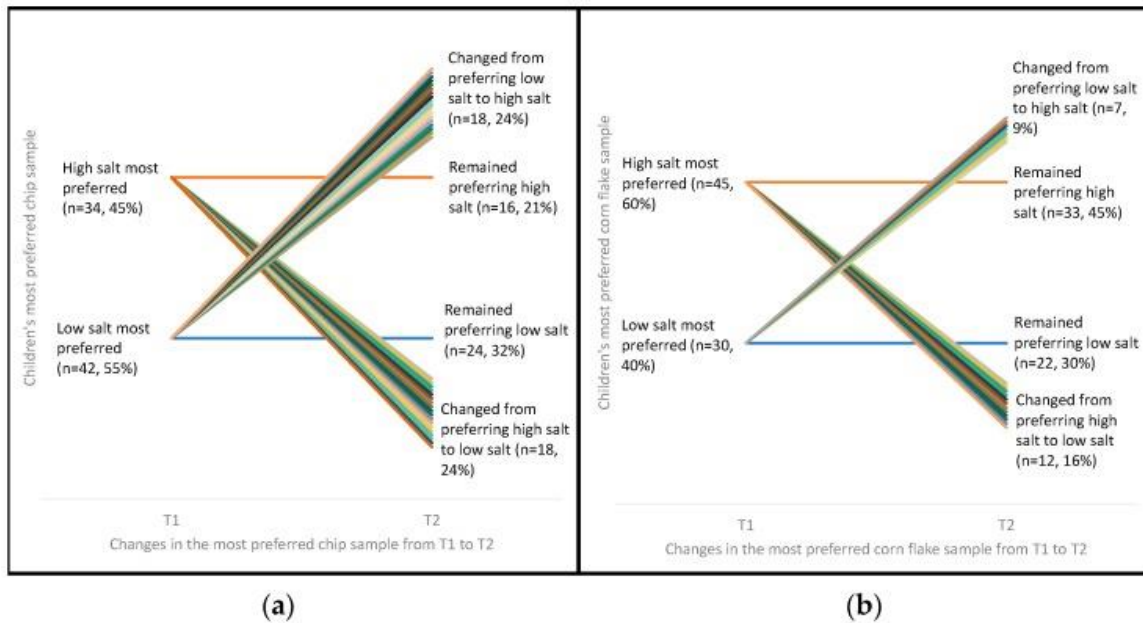 Children's most preferred chip sample
High salt most
preferred
(n=34, 45%)
Low salt most
preferred
(n=42, 55%)
Changed from
preferring low
salt to high salt
(n=18, 24%)
Remained
preferring high
salt (n=16, 21%)
Remained
preferring low salt
(n=24, 32%)
Changed from
preferring high salt
to low salt (n=18,
24%)
T1
T2
Changes in the most preferred chip sample from T1 to T2
(a)
Children's most preferred corn flake sample
High salt most
preferred (n=45,
60%)
Low salt most
preferred (n=30,
40%)
Changed from
preferring low
salt to high salt (n=7,
9%)
Remained
preferring high
salt (n=33, 45%)
Remained
preferring low salt
(n=22, 30%)
Changed from
preferring high
salt to low salt
(n=12, 16%)
T1
T2
Changes in the most preferred corn flake sample from T1 to T2
(b)